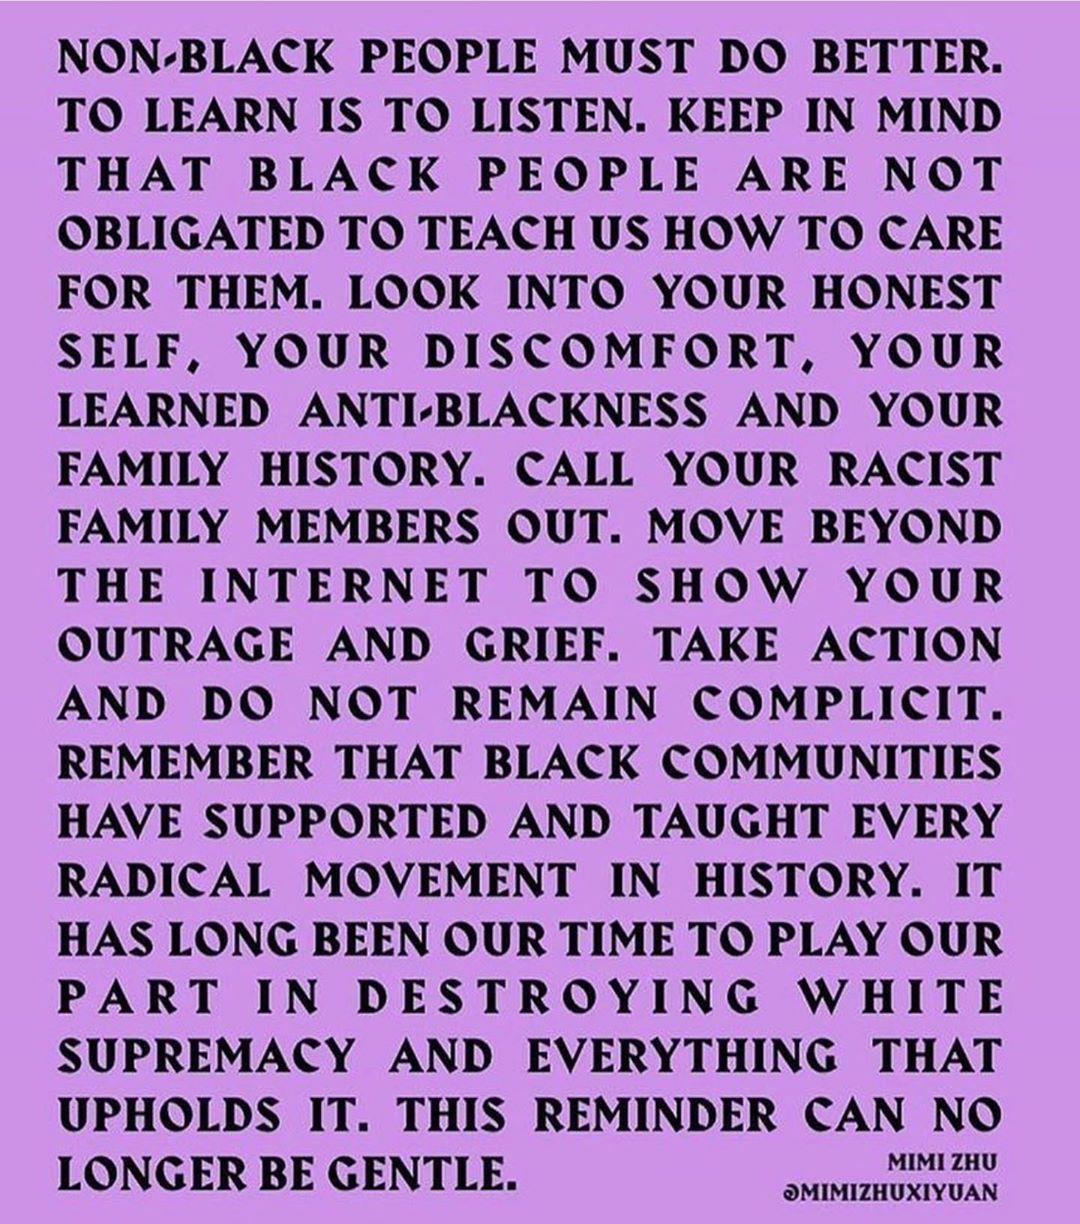 NON-BLACK PEOPLE MUST DO BETTER.
TO LEARN IS TO LISTEN. KEEP IN MIND
THAT BLACK PEOPLE ARE NOT
OBLIGATED TO TEACH US HOW TO CARE
FOR THEM. LOOK INTO YOUR HONEST
SELF, YOUR DISCOMFORT, YOUR
LEARNED ANTI-BLACKNESS AND YOUR
FAMILY HISTORY. CALL YOUR RACIST
FAMILY MEMBERS OUT. MOVE BEYOND
THE INTERNET TO SHOW YOUR
OUTRAGE AND GRIEF. TAKE ACTION
AND DO NOT REMAIN COMPLICIT.
REMEMBER THAT BLACK COMMUNITIES
HAVE SUPPORTED AND TAUGHT EVERY
RADICAL MOVEMENT IN HISTORY. IT
HAS LONG BEEN OUR TIME TO PLAY OUR
PART IN DESTROYING WHITE
SUPREMACY AND EVERYTHING THAT
UPHOLDS IT. THIS REMINDER CAN NO
LONGER BE GENTLE.
MIMI ZHU
@MIMIZHUXIYUAN